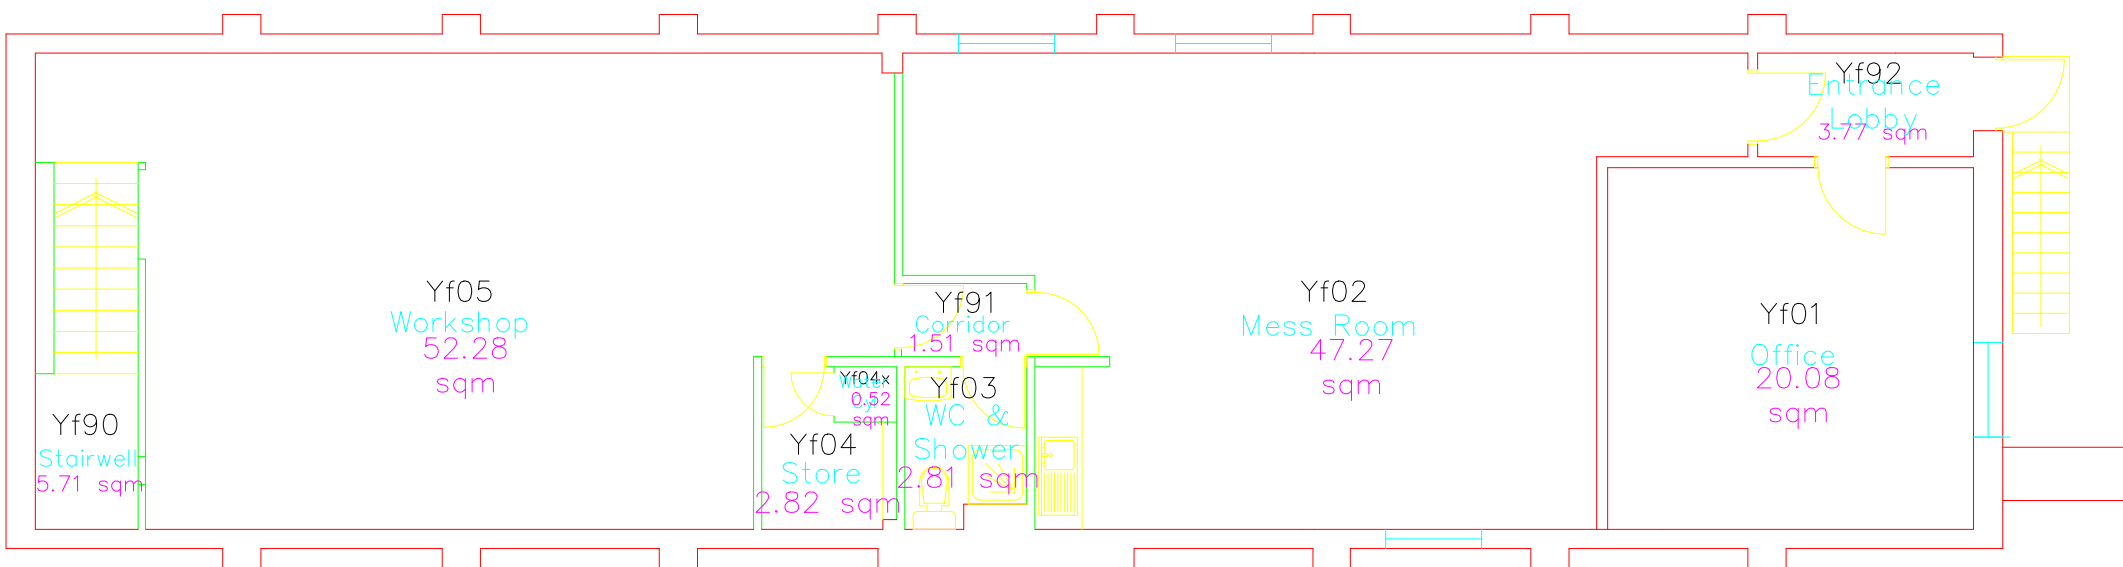 Yf92
Entrance
Lobby
3.77 sqm
Yf05
Workshop
52.28
sqm
Yf91
Corridor
1.51 sqm
Yf02
Mess Room
47.27
sqm
Yf01
Office
20.08
sqm
Yf04x
Water
Cyl
0.52
sqm
Yf03
WC &
Shower
2.81 sqm
Yf90
Stairwell
5.71 sqm
Yf04
Store
2.82 sqm